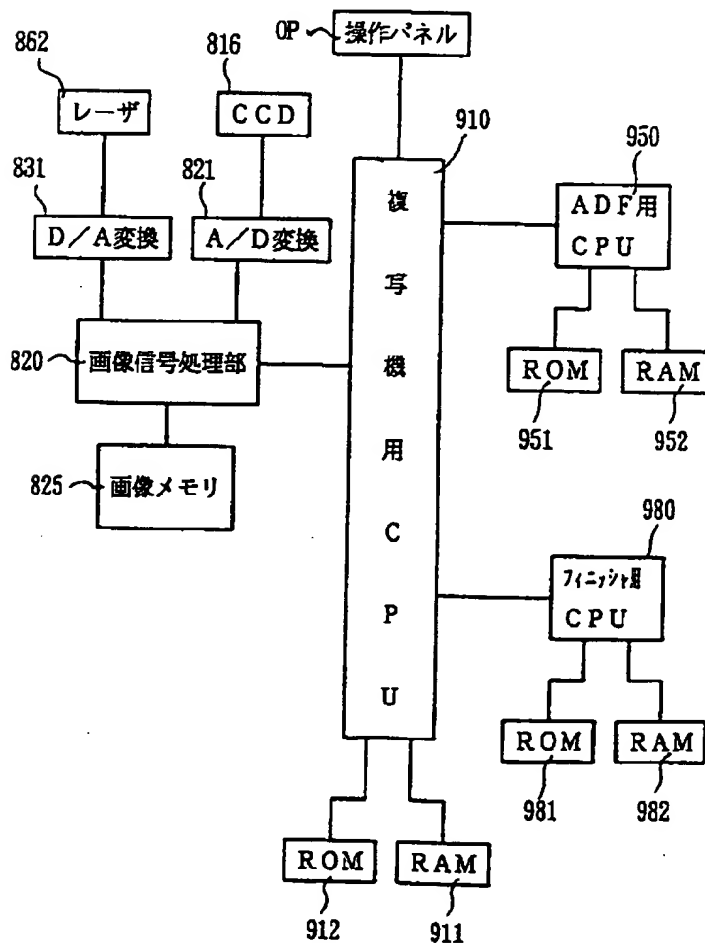 OP 操作パネル
862
816
レーザ
CCD
910
831
821
950
D/A変換
A/D変換
ADF用
CPU
複写機用CPU
820 画像信号処理部
ROM
RAM
951
952
825 画像メモリ
980
フィニッシャ用
CPU
ROM
RAM
981
982
ROM
RAM
912
911